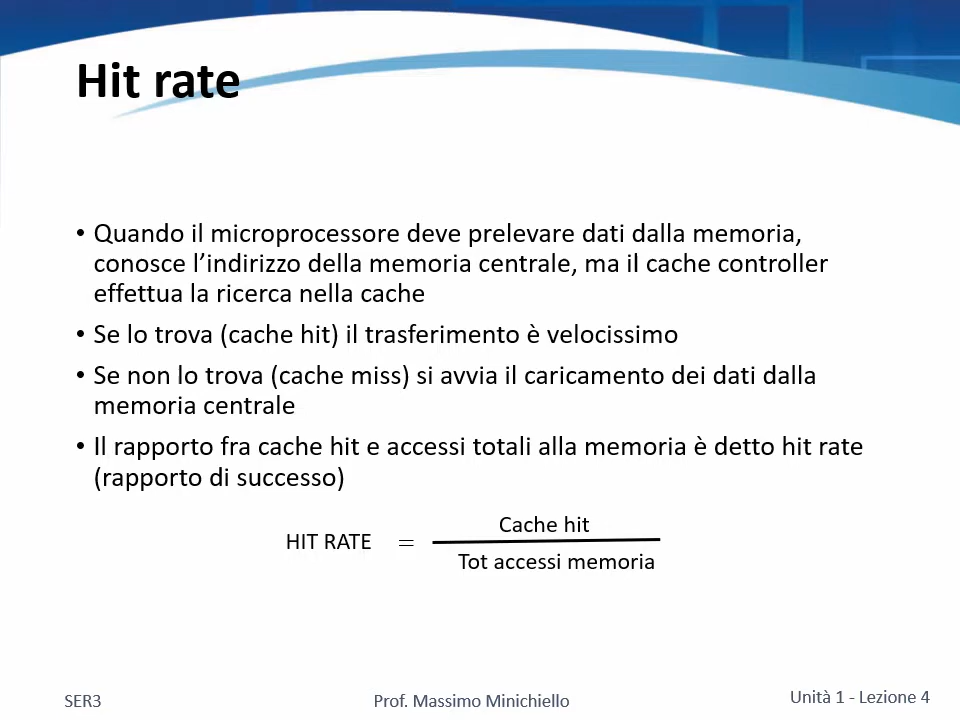 Hit rate
• Quando il microprocessore deve prelevare dati dalla memoria,
conosce l’indirizzo della memoria centrale, ma il cache controller
effettua la ricerca nella cache
• Se lo trova (cache hit) il trasferimento è velocissimo
• Se non lo trova (cache miss) si avvia il caricamento dei dati dalla
memoria centrale
• Il rapporto fra cache hit e accessi totali alla memoria è detto hit rate
(rapporto di successo)
Cache hit
HIT RATE =
Tot accessi memoria
SER3
Prof. Massimo Minichiello
Unità 1 - Lezione 4